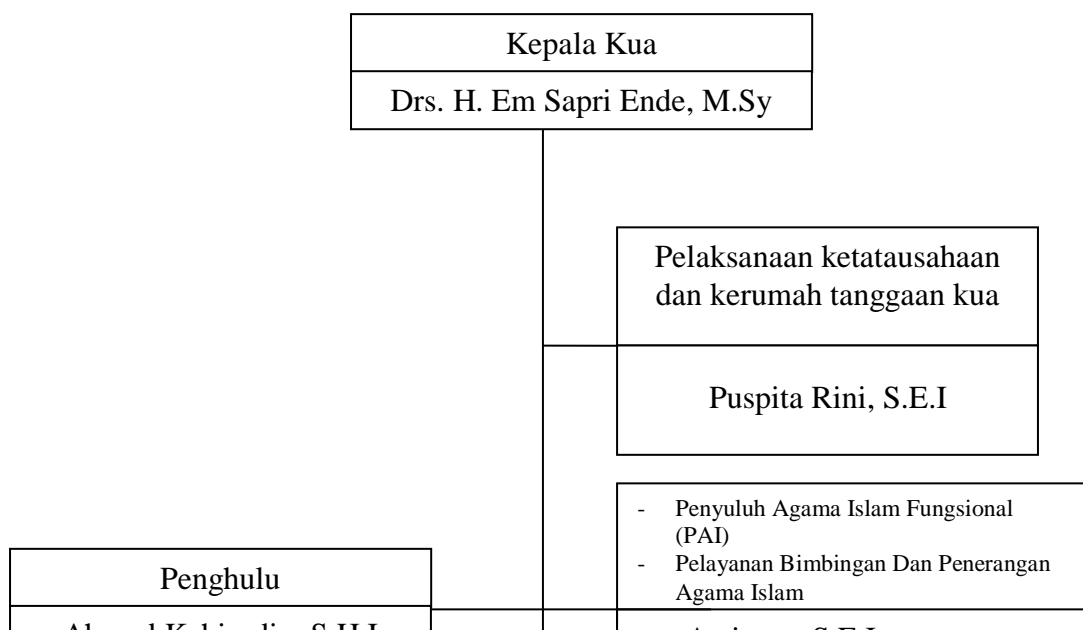 Kepala Kua
Drs. H. Em Sapri Ende, M.Sy
Pelaksanaan ketatausahaan
dan kerumah tanggaan kua
Puspita Rini, S.E.I
- Penyuluh Agama Islam Fungsional
(PAI)
- Pelayanan Bimbingan Dan Penerangan
Agama Islam
Penghulu
S.H.I
S.E.I